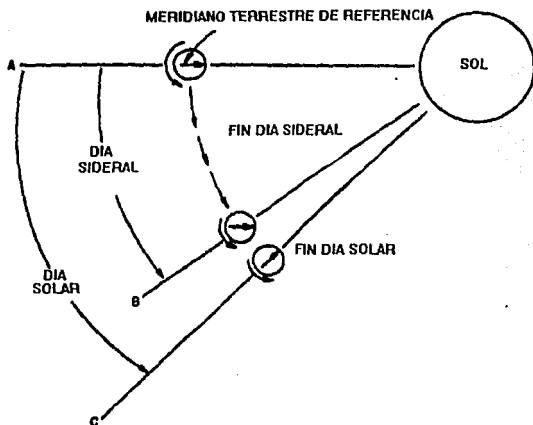 MERIDIANO TERRESTRE DE REFERENCIA
A
SOL
FIN DIA SIDERAL
DIA
SIDERAL
FIN DIA SOLAR
DIA
SOLAR
B
C